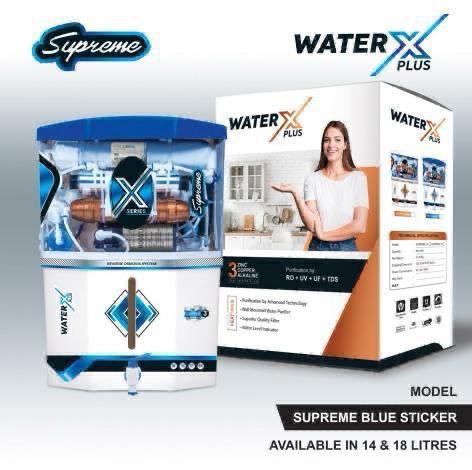 Supreme
WATER X
PLUS
WATER X
PLUS
X
SERIES
Supreme
REVERSE OSMOSIS SYSTEM
WATER X
PLUS
3
ZINC
COPPER
ALKALINE
Purification by
RO + UV + UF + TDS
FEATURES
• Purification by Advanced Technology
• Wall Mounted Water Purifier
• Superior Quality Filter
• Water Level Indicator
WATER X
PLUS
TECHNICAL SPECIFICATION
MODEL
SUPREME BLUE STICKER
AVAILABLE IN 14 & 18 LITRES